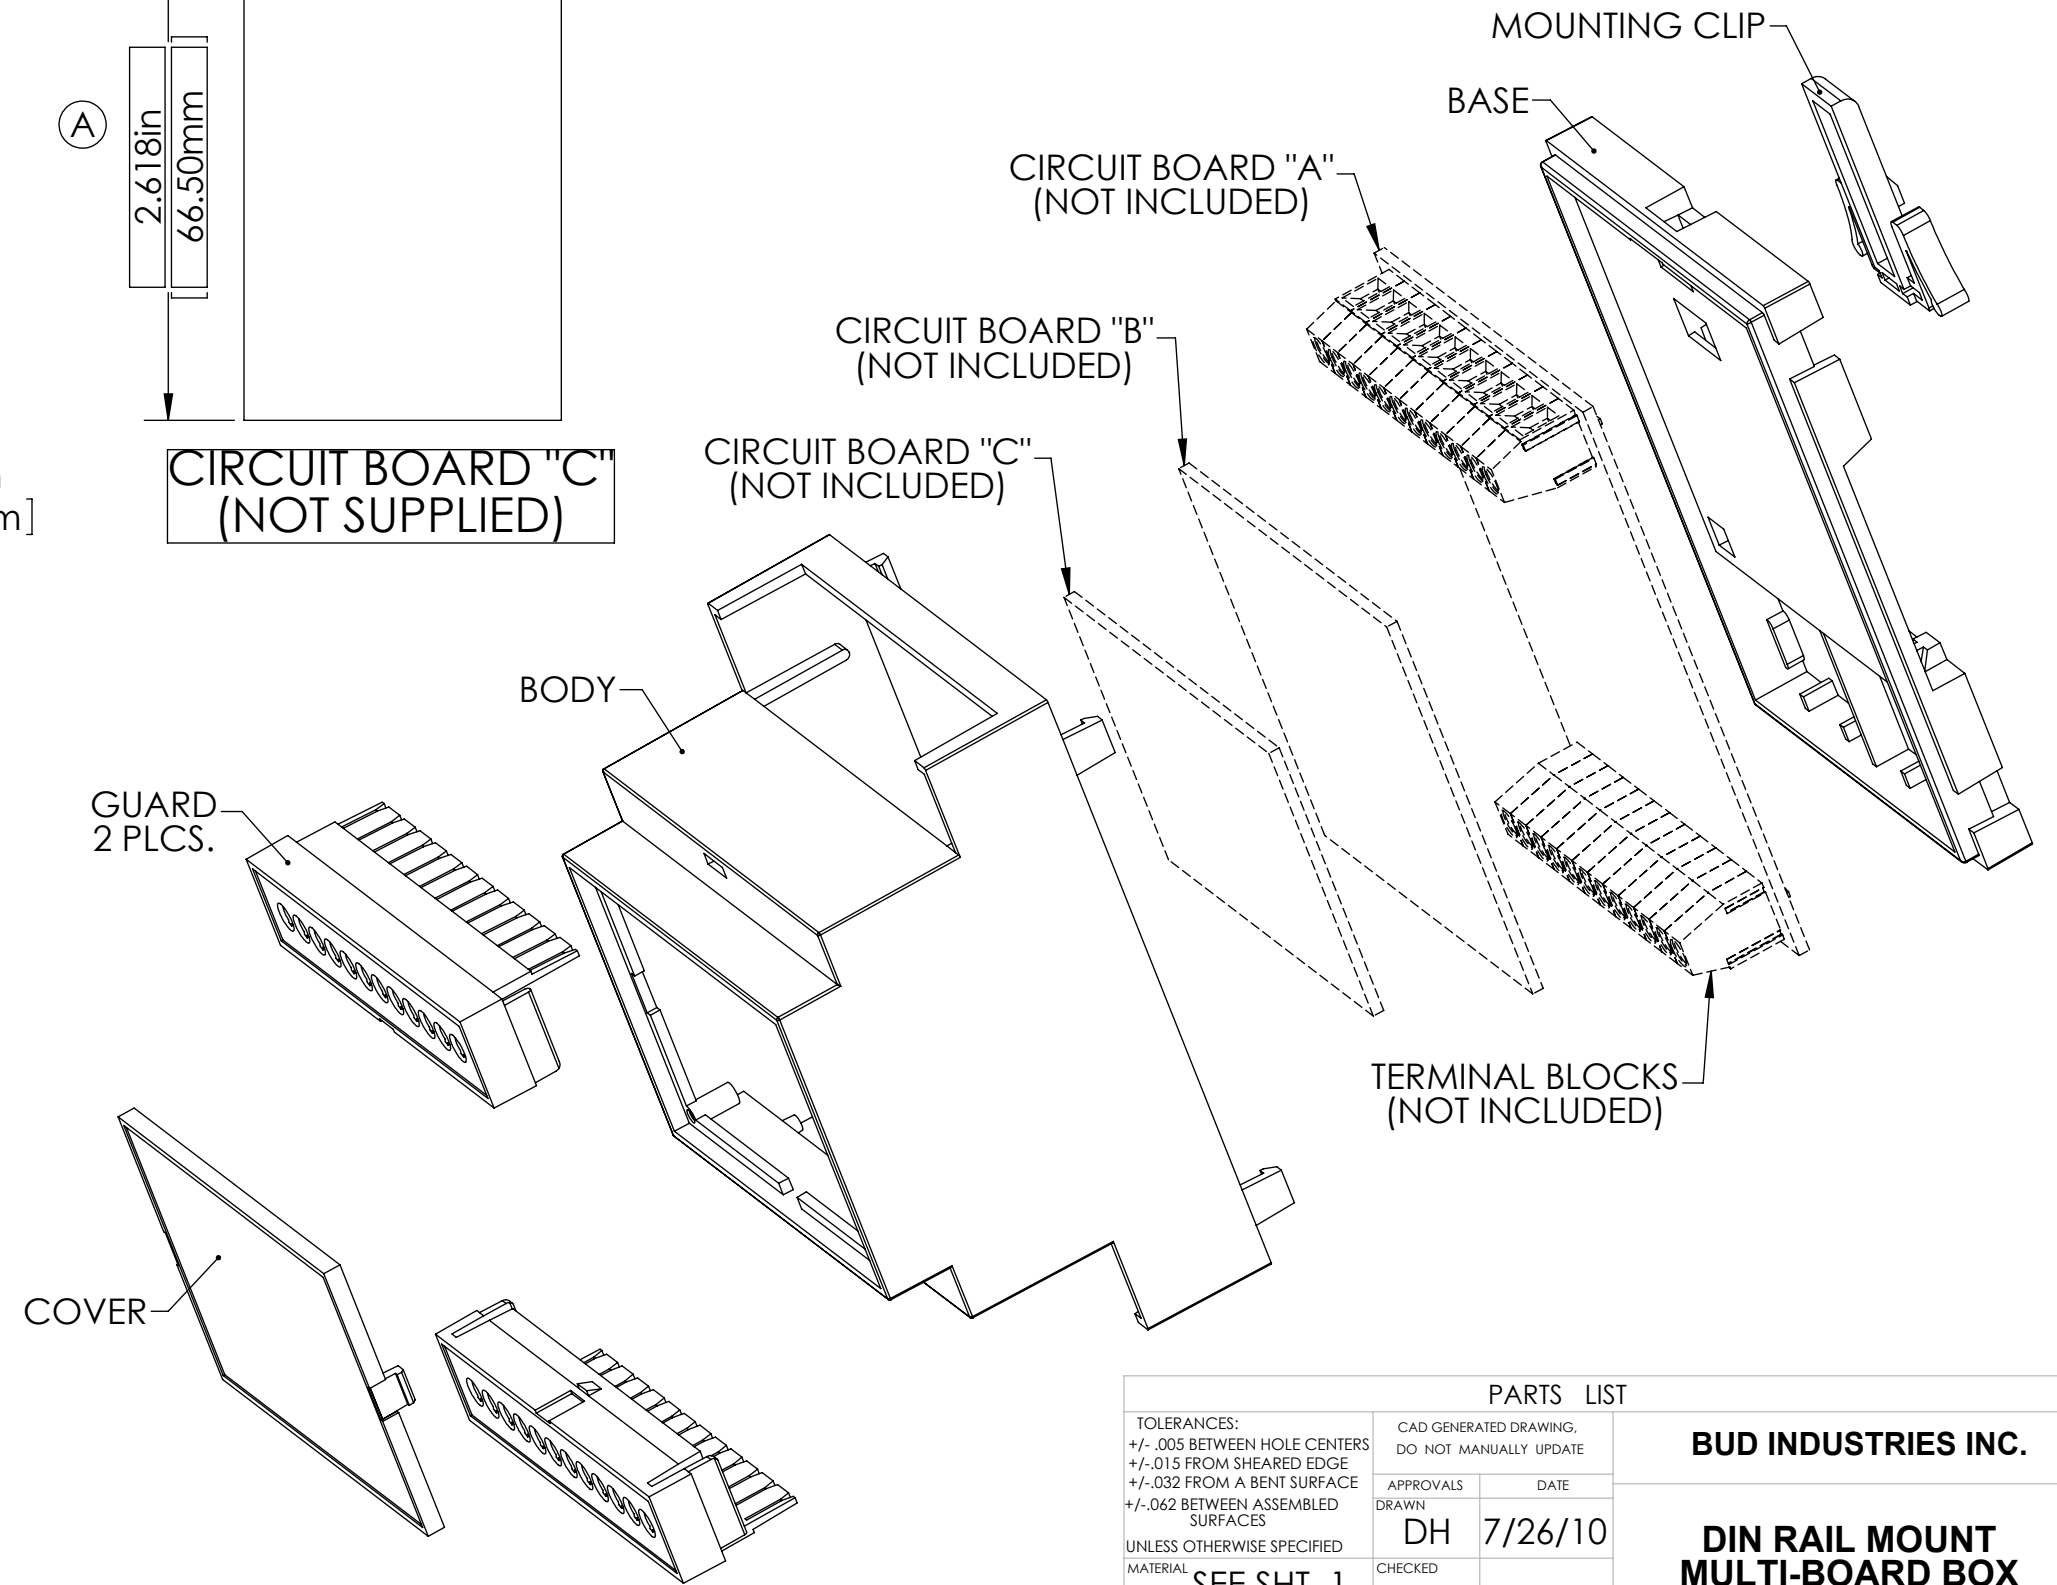 MOUNTING CLIP
BASE
A
2.618in
66.50mm
CIRCUIT BOARD "A"
(NOT INCLUDED)
CIRCUIT BOARD "B"
(NOT INCLUDED)
CIRCUIT BOARD "C"
(NOT INCLUDED)
CIRCUIT BOARD "C"
(NOT SUPPLIED)
m]
BODY
GUARD
2 PLCS.
TERMINAL BLOCKS
(NOT INCLUDED)
COVER
PARTS LIST
TOLERANCES:
+/- .005 BETWEEN HOLE CENTERS
+/-.015 FROM SHEARED EDGE
+/-.032 FROM A BENT SURFACE
+/-.062 BETWEEN ASSEMBLED
SURFACES
UNLESS OTHERWISE SPECIFIED
MATERIAL SEE SHT. 1
CAD GENERATED DRAWING,
DO NOT MANUALLY UPDATE
APPROVALS DATE
DRAWN
DH 7/26/10
CHECKED
BUD INDUSTRIES INC.
DIN RAIL MOUNT
MULTI-BOARD BOX